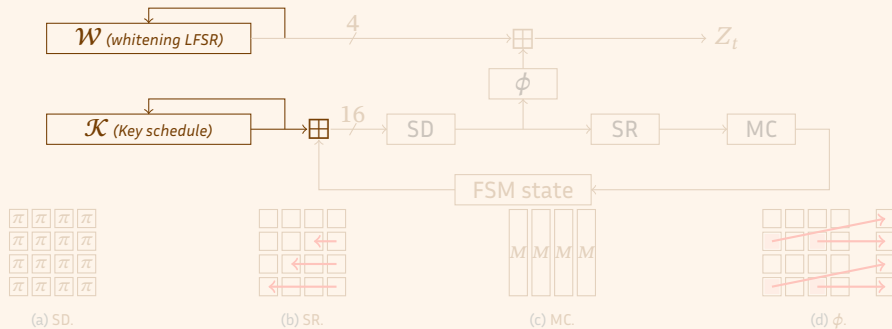 𝒲 (whitening LFSR)
4
Z_t
ϕ
𝒦 (Key schedule)
16
SD
SR
MC
FSM state
π π π π
π π π π
π π π π
π π π π
M M M M
(a) SD.
(b) SR.
(c) MC.
(d) ϕ.